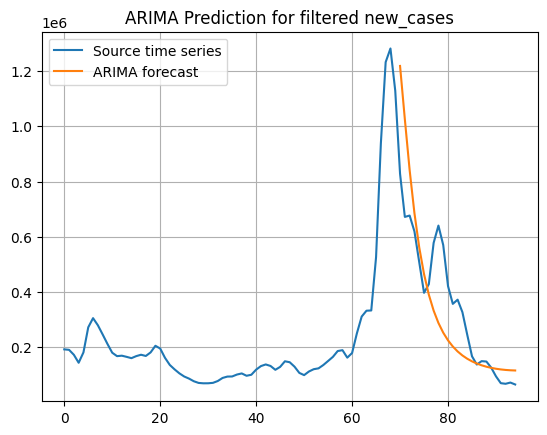 ARIMA Prediction for filtered new_cases
1e6
Source time series
ARIMA forecast
1.2
1.0
0.8
0.6
0.4
0.2
0 20 40 60 80